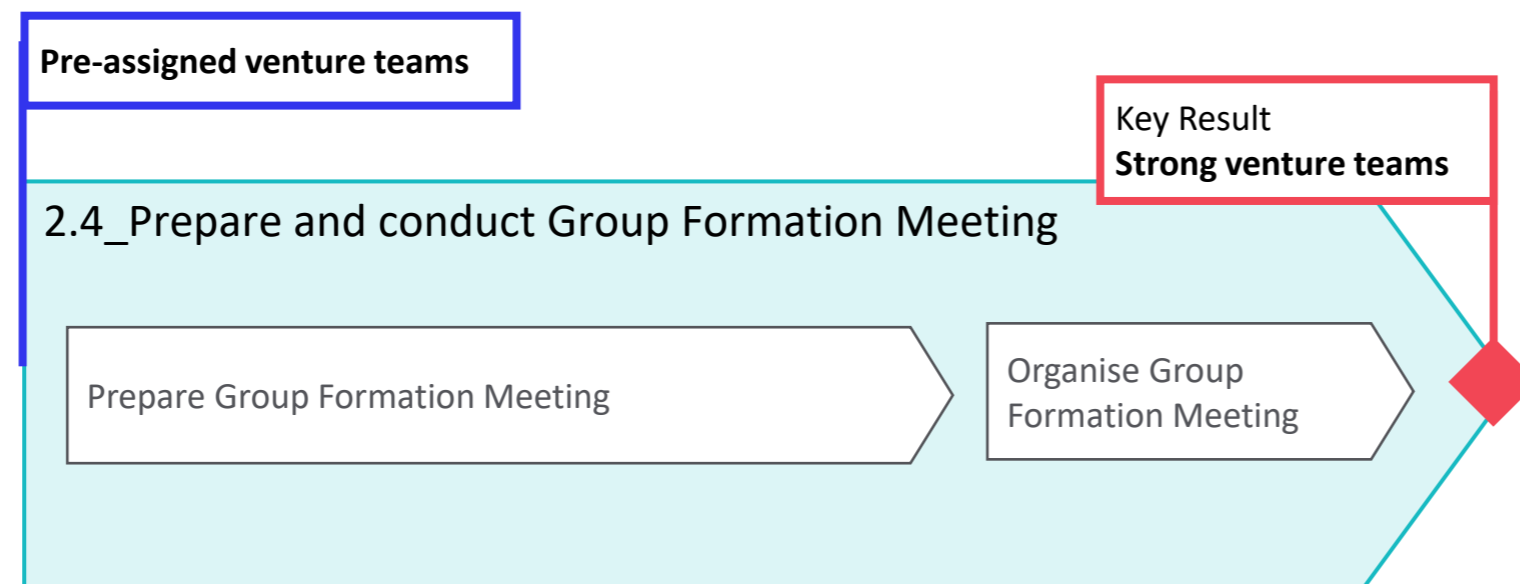 Pre-assigned venture teams
Key Result
Strong venture teams
2.4_Prepare and conduct Group Formation Meeting
Prepare Group Formation Meeting
Organise Group
Formation Meeting